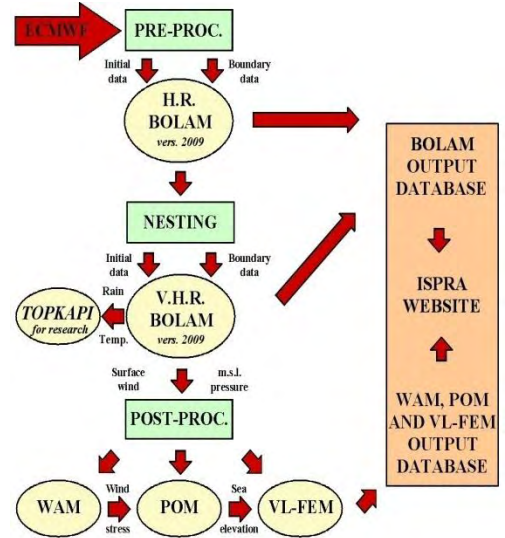 ECMWF
PRE-PROC.
Initial
data
Boundary
data
H.R.
BOLAM
vers. 2009
NESTING
Initial
data
Boundary
data
Rain
Temp.
TOPKAPI
for research
V.H.R.
BOLAM
vers. 2009
Surface
wind
m.s.l.
pressure
POST-PROC.
WAM
Wind
stress
POM
Sea
elevation
VL-FEM
BOLAM
OUTPUT
DATABASE
ISPRA
WEBSITE
WAM, POM
AND VL-FEM
OUTPUT
DATABASE